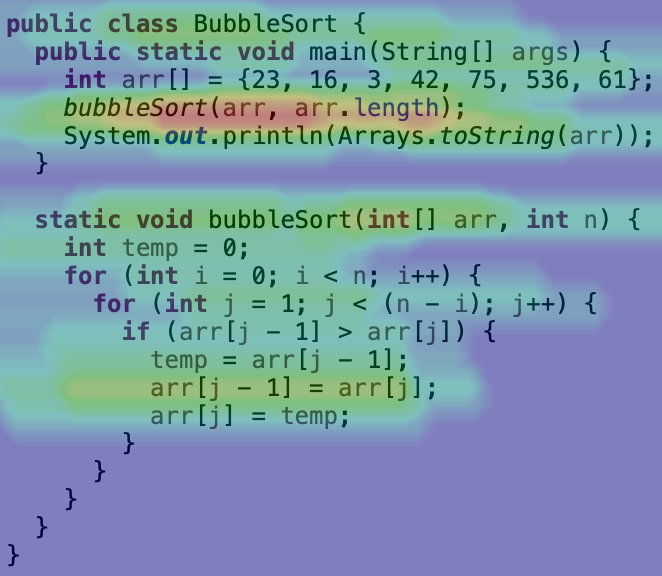 public class BubbleSort {
  public static void main(String[] args) {
    int arr[] = {23, 16, 3, 42, 75, 536, 61};
    bubbleSort(arr, arr.length);
    System.out.println(Arrays.toString(arr));
  }

  static void bubbleSort(int[] arr, int n) {
    int temp = 0;
    for (int i = 0; i < n; i++) {
      for (int j = 1; j < (n - i); j++) {
        if (arr[j - 1] > arr[j]) {
          temp = arr[j - 1];
          arr[j - 1] = arr[j];
          arr[j] = temp;
        }
      }
    }
  }
}